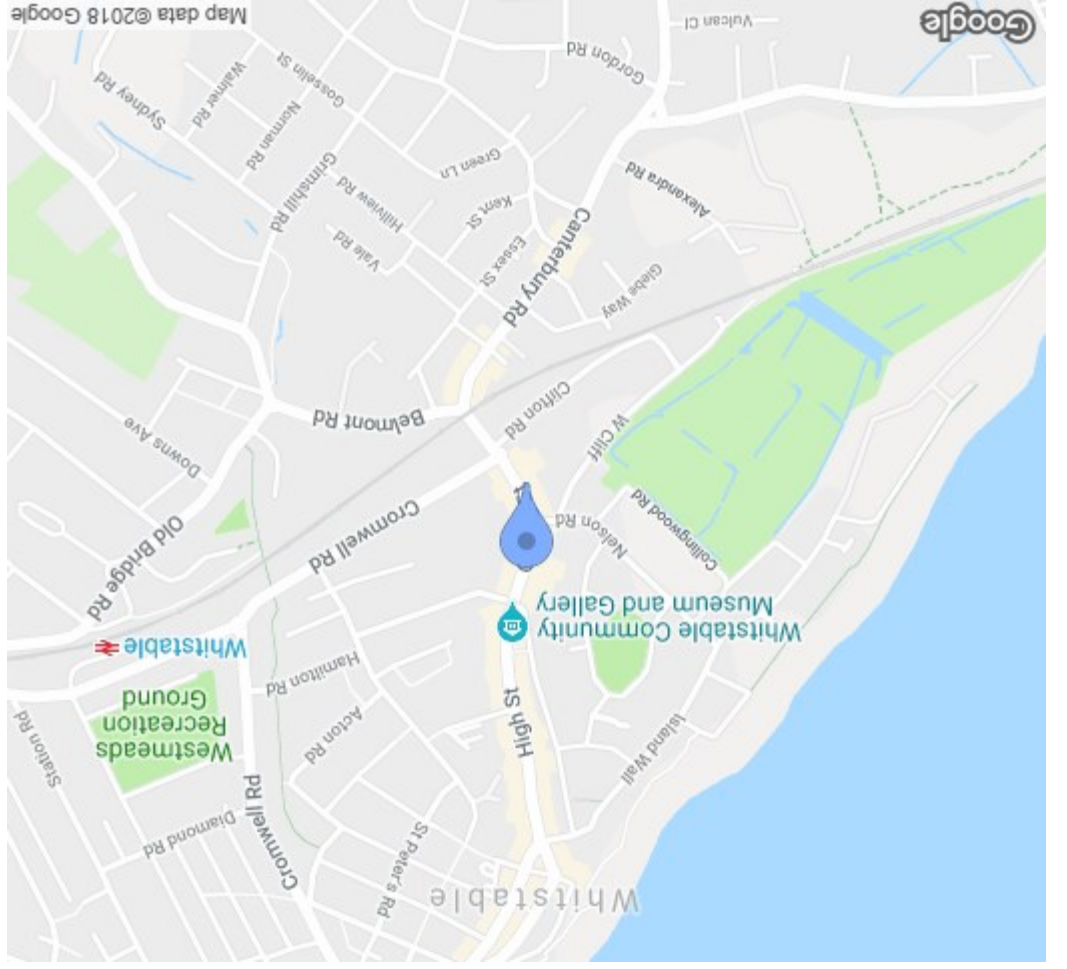 Whitstable
St Peter's Rd
Cromwell Rd
Diamond Rd
Station Rd
Westmeads
Recreation
Ground
Island Wall
High St
Acton Rd
Hamilton Rd
Whitstable
Whitstable Community
Museum and Gallery
Old Bridge Rd
Cromwell Rd
Nelson Rd
Collingwood Rd
Downs Ave
W Cliff
Clifton Rd
Belmont Rd
Canterbury Rd
Glebe Way
Essex St
Vale Rd
Kent St
Hillview Rd
Grimshill Rd
Alexandra Rd
Green Ln
Norman Rd
Walmer Rd
Sydney Rd
Gosselin St
Gordon Rd
Vulcan Cl
Google
Map data ©2018 Google